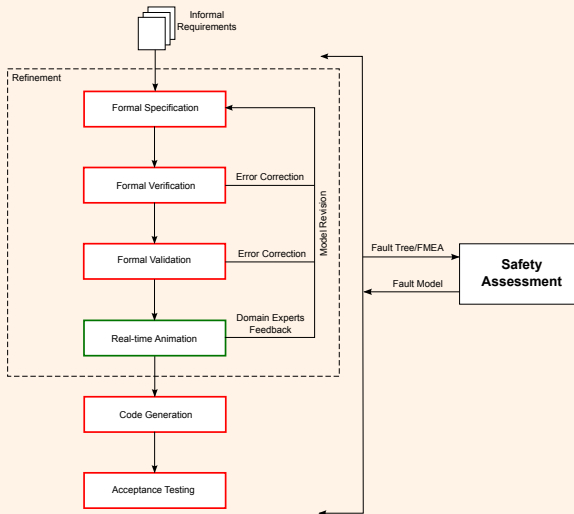 Informal
Requirements
Refinement
Formal Specification
Formal Verification
Error Correction
Model Revision
Formal Validation
Error Correction
Fault Tree/FMEA
Safety
Assessment
Fault Model
Domain Experts
Feedback
Real-time Animation
Code Generation
Acceptance Testing